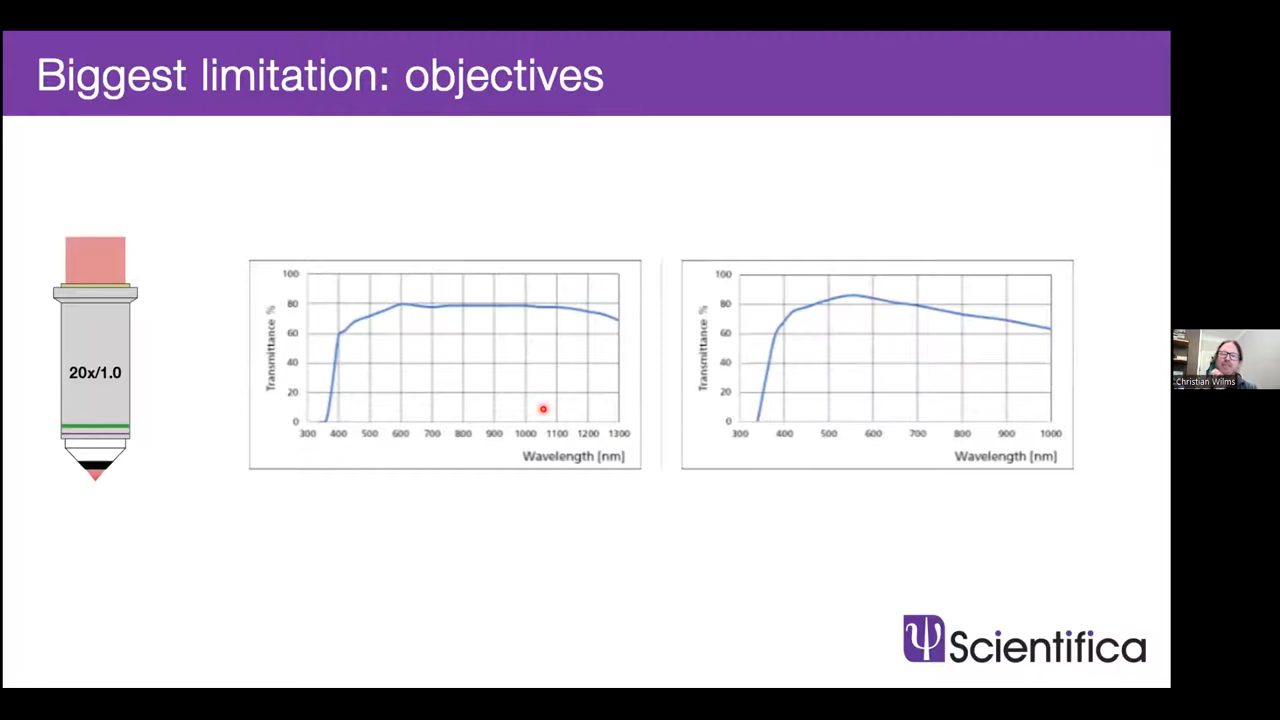 Biggest limitation: objectives
20x/1.0
100
80
60
40
20
0
Transmittance %
300 400 500 600 700 800 900 1000 1100 1200 1300
Wavelength [nm]
100
80
60
40
20
0
Transmittance %
300 400 500 600 700 800 900 1000
Wavelength [nm]
Christian Wilms
ψ Scientifica